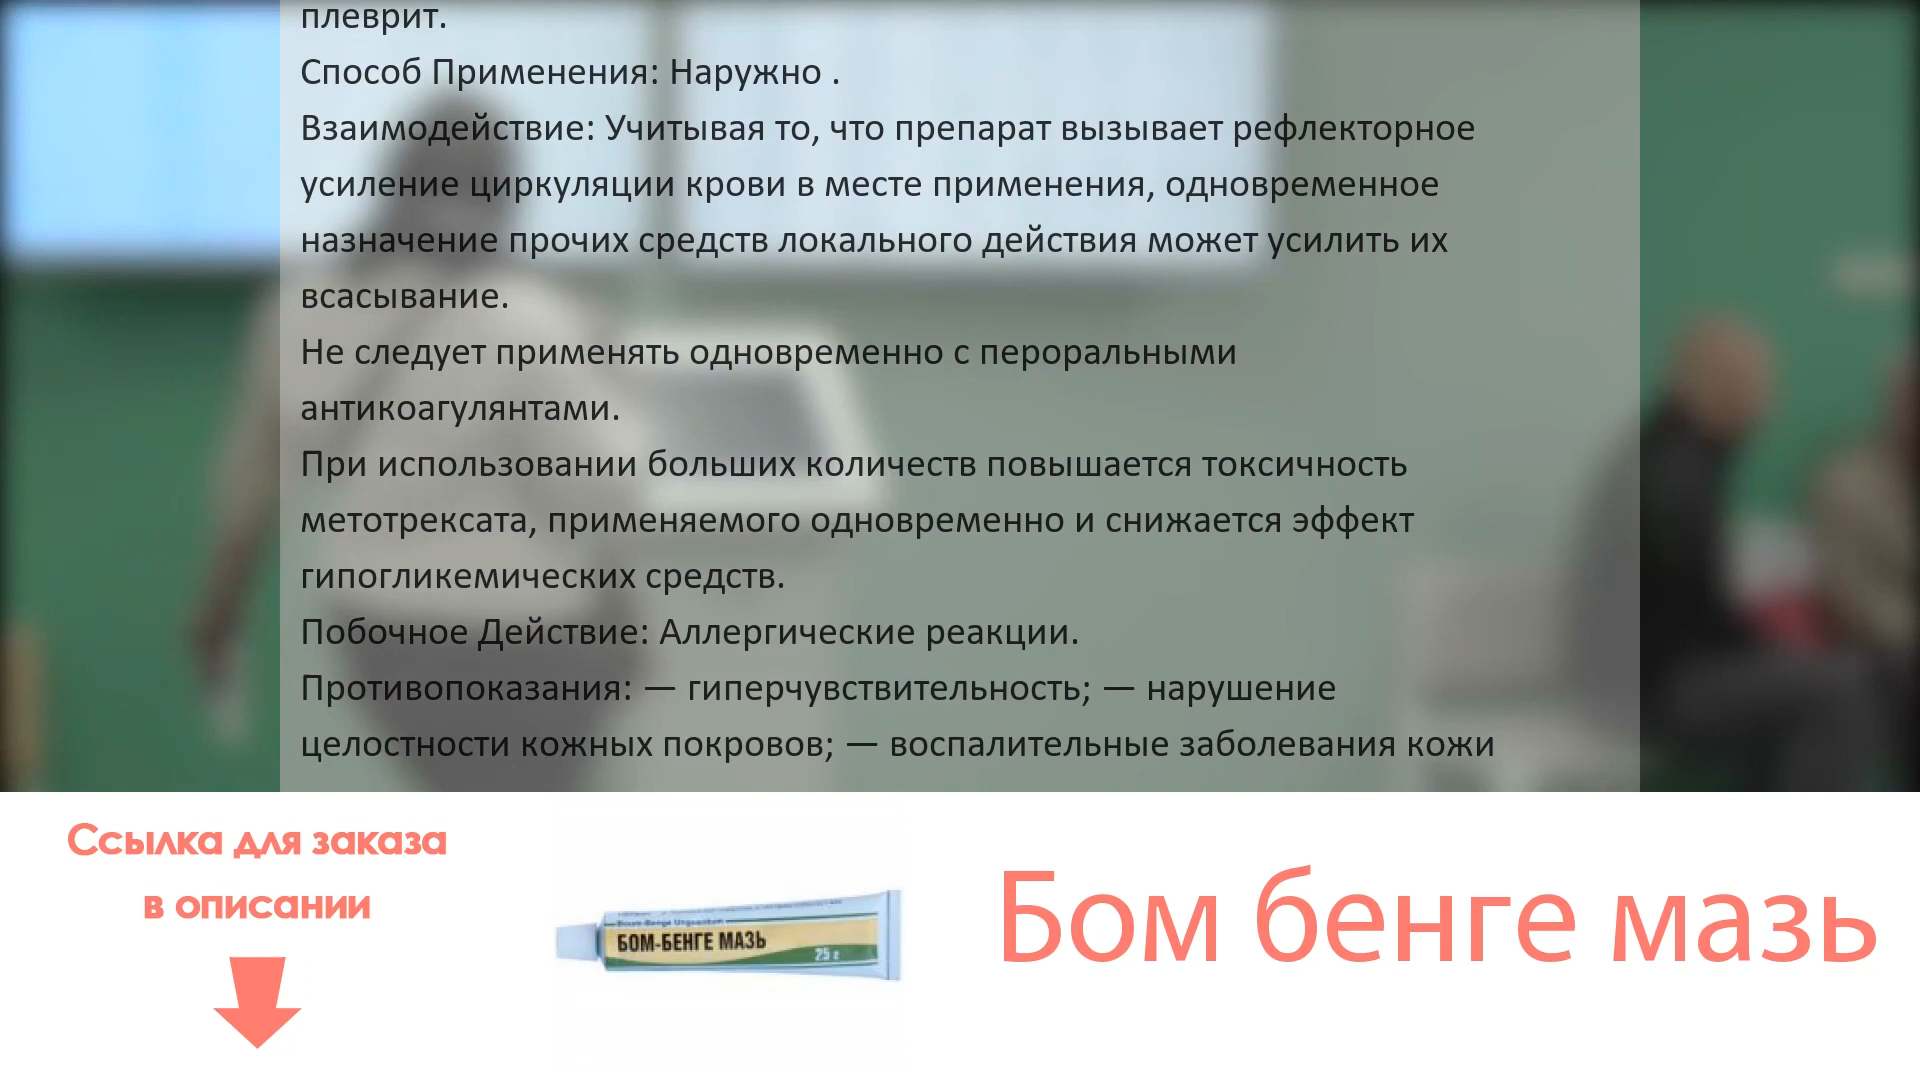 плеврит.
Способ Применения: Наружно .
Взаимодействие: Учитывая то, что препарат вызывает рефлекторное
усиление циркуляции крови в месте применения, одновременное
назначение прочих средств локального действия может усилить их
всасывание.
Не следует применять одновременно с пероральными
антикоагулянтами.
При использовании больших количеств повышается токсичность
метотрексата, применяемого одновременно и снижается эффект
гипогликемических средств.
Побочное Действие: Аллергические реакции.
Противопоказания: — гиперчувствительность; — нарушение
целостности кожных покровов; — воспалительные заболевания кожи
Ссылка для заказа
в описании
БОМ-БЕНГЕ МАЗЬ
25 г
Бом бенге мазь